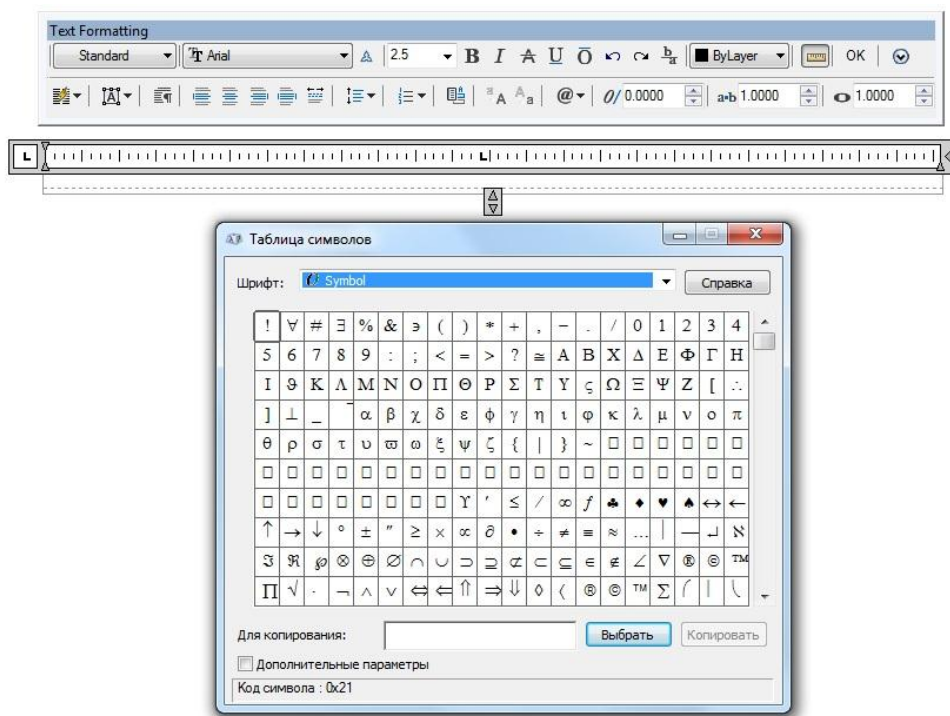 Text Formatting
Standard Arial 2.5 B I A U O b/a ByLayer OK
@ 0/ 0.0000 a•b 1.0000 1.0000
L
Таблица символов
Шрифт: Symbol Справка
! ∀ # ∃ % & ∍ ( ) * + , − . / 0 1 2 3 4
5 6 7 8 9 : ; < = > ? ≅ Α Β Χ Δ Ε Φ Γ Η
Ι ϑ Κ Λ Μ Ν Ο Π Θ Ρ Σ Τ Υ ς Ω Ξ Ψ Ζ [ ∴
] ⊥ _ ‾ α β χ δ ε ϕ γ η ι φ κ λ μ ν ο π
θ ρ σ τ υ ϖ ω ξ ψ ζ { | } ~
ϒ ′ ≤ ⁄ ∞ ƒ ♣ ♦ ♥ ♠ ↔ ←
↑ → ↓ ° ± ″ ≥ × ∝ ∂ • ÷ ≠ ≡ ≈ … | — ↵ ℵ
ℑ ℜ ℘ ⊗ ⊕ ∅ ∩ ∪ ⊃ ⊇ ⊄ ⊂ ⊆ ∈ ∉ ∠ ∇ ® © ™
∏ √ ⋅ ¬ ∧ ∨ ⇔ ⇐ ⇑ ⇒ ⇓ ◊ 〈 ® © ™ ∑ ⎛ ⎜ ⎝
Для копирования: Выбрать Копировать
Дополнительные параметры
Код символа : 0x21